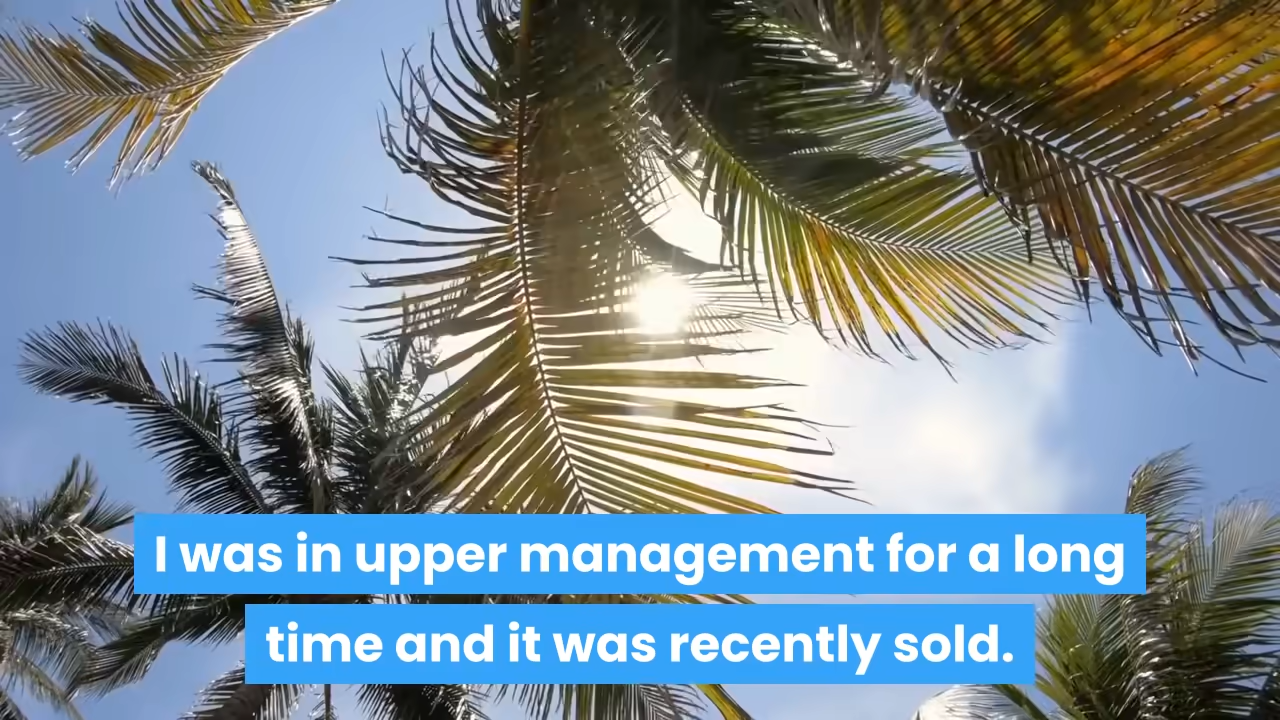 I was in upper management for a long
time and it was recently sold.